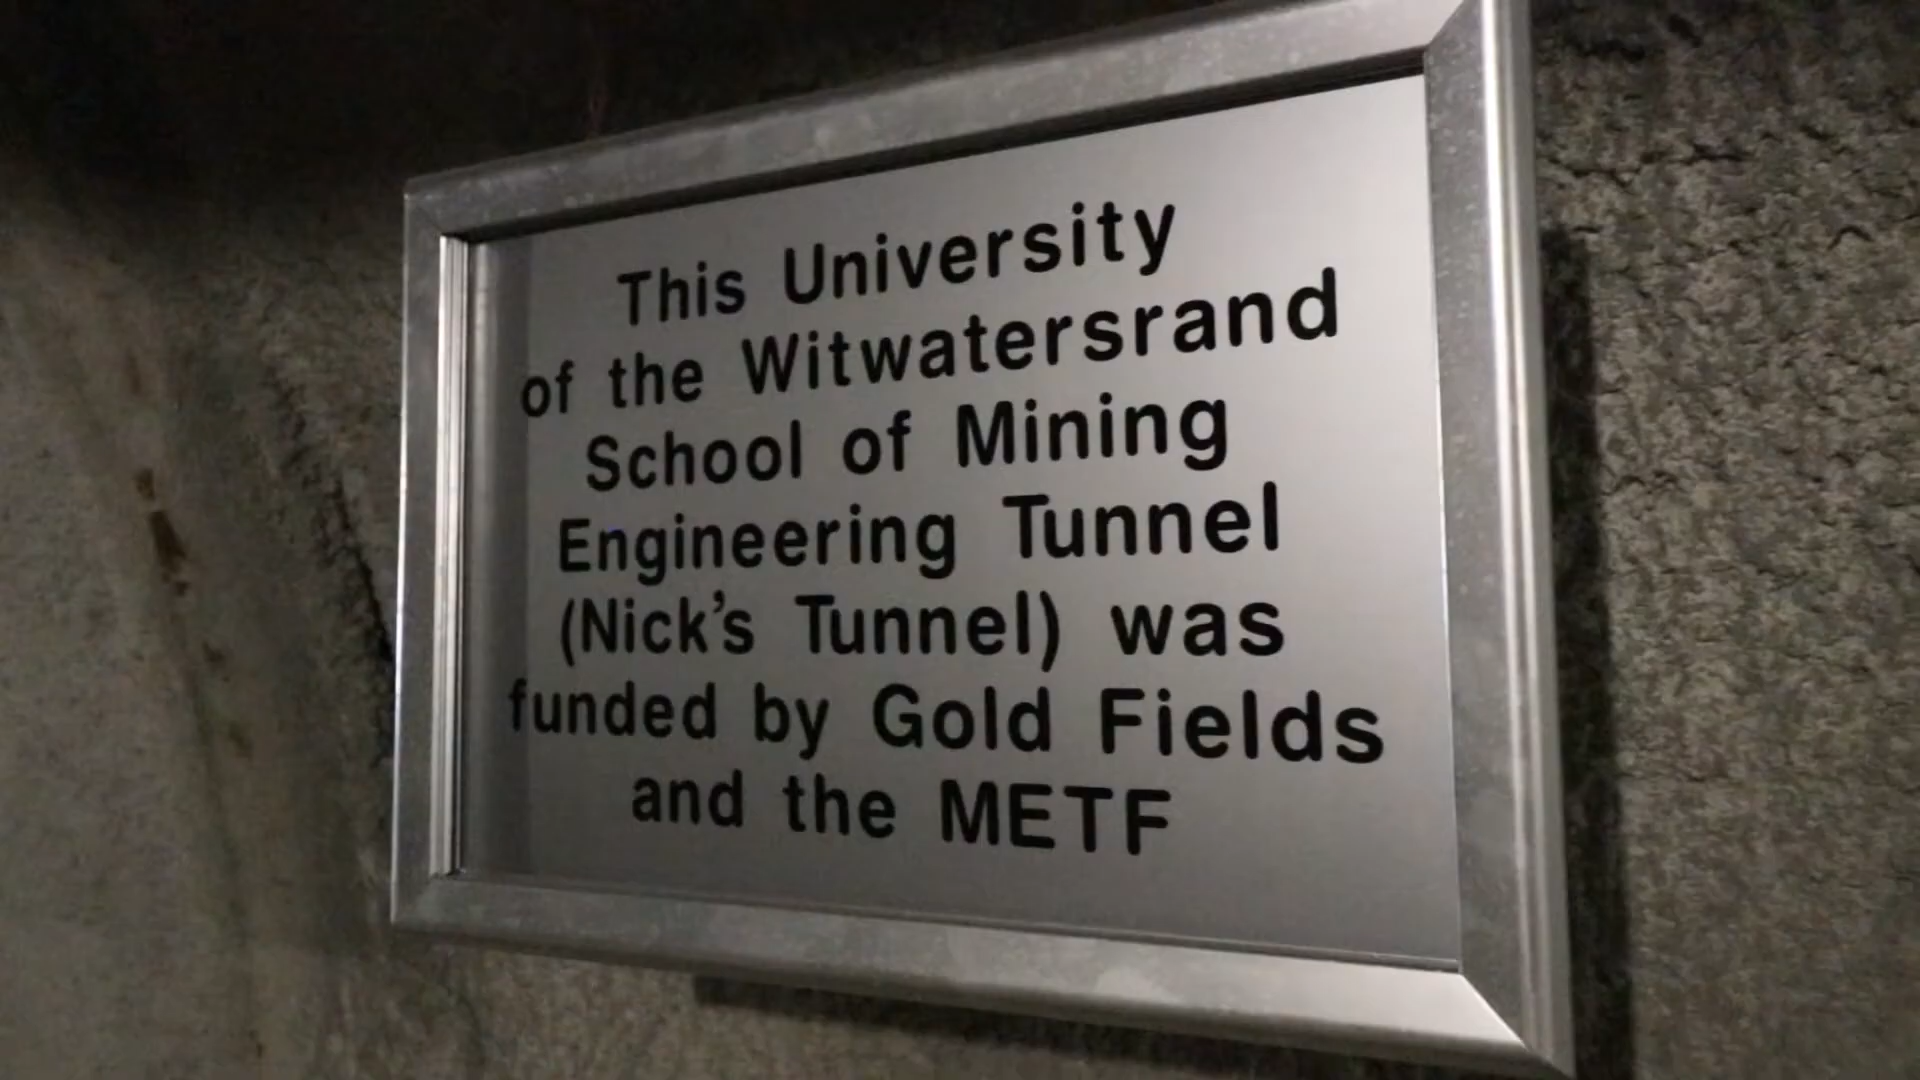 This University
of the Witwatersrand
School of Mining
Engineering Tunnel
(Nick's Tunnel) was
funded by Gold Fields
and the METF